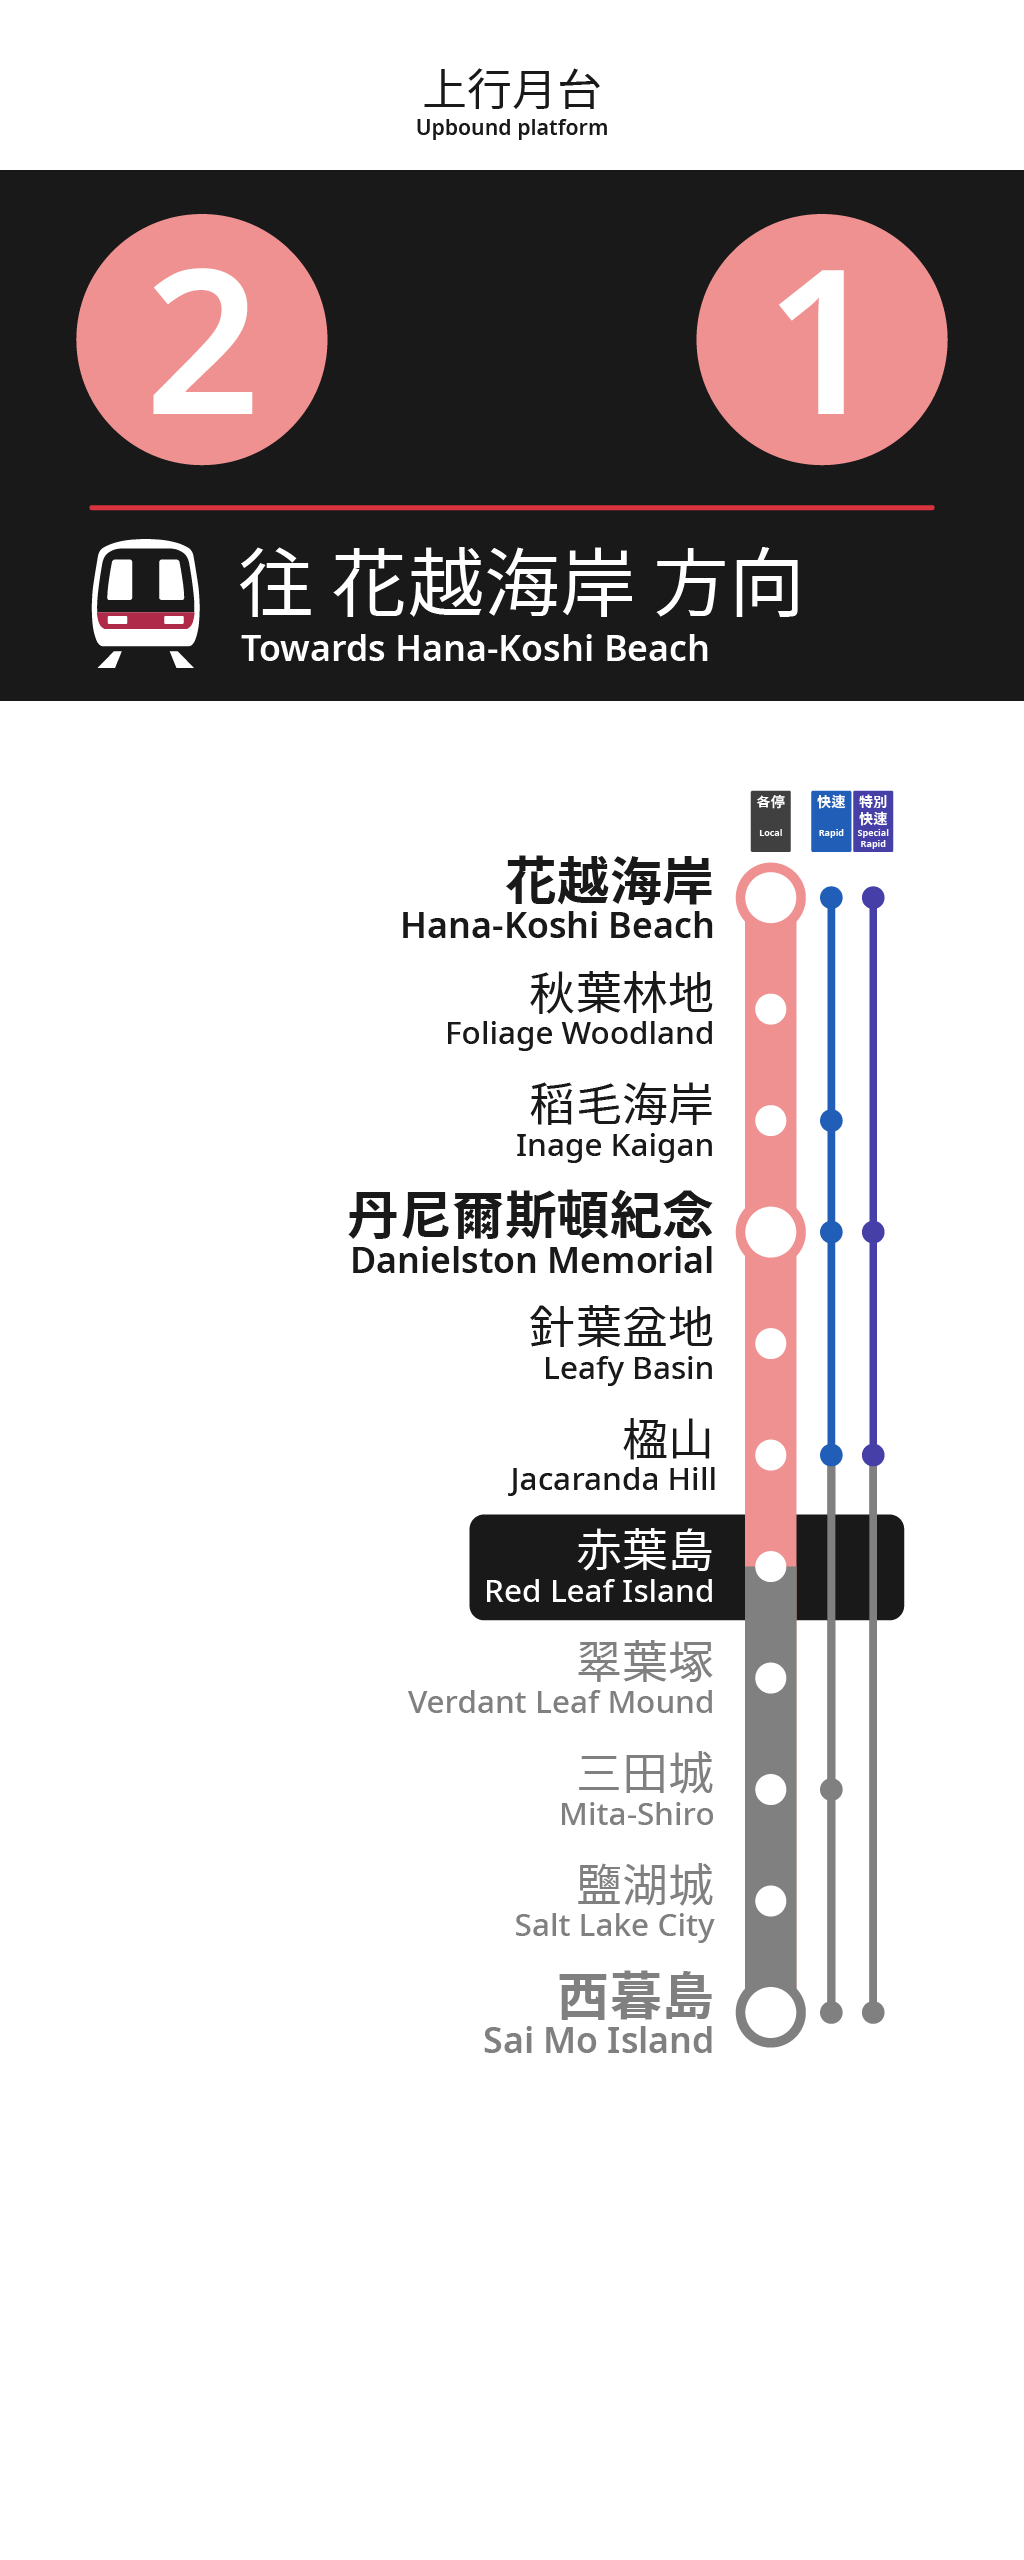 上行月台
Upbound platform
2
1
往 花越海岸 方向
Towards Hana-Koshi Beach
各停
Local
快速
Rapid
特別
快速
Special
Rapid
花越海岸
Hana-Koshi Beach
秋葉林地
Foliage Woodland
稻毛海岸
Inage Kaigan
丹尼爾斯頓紀念
Danielston Memorial
針葉盆地
Leafy Basin
楹山
Jacaranda Hill
赤葉島
Red Leaf Island
翠葉塚
Verdant Leaf Mound
三田城
Mita-Shiro
鹽湖城
Salt Lake City
西暮島
Sai Mo Island